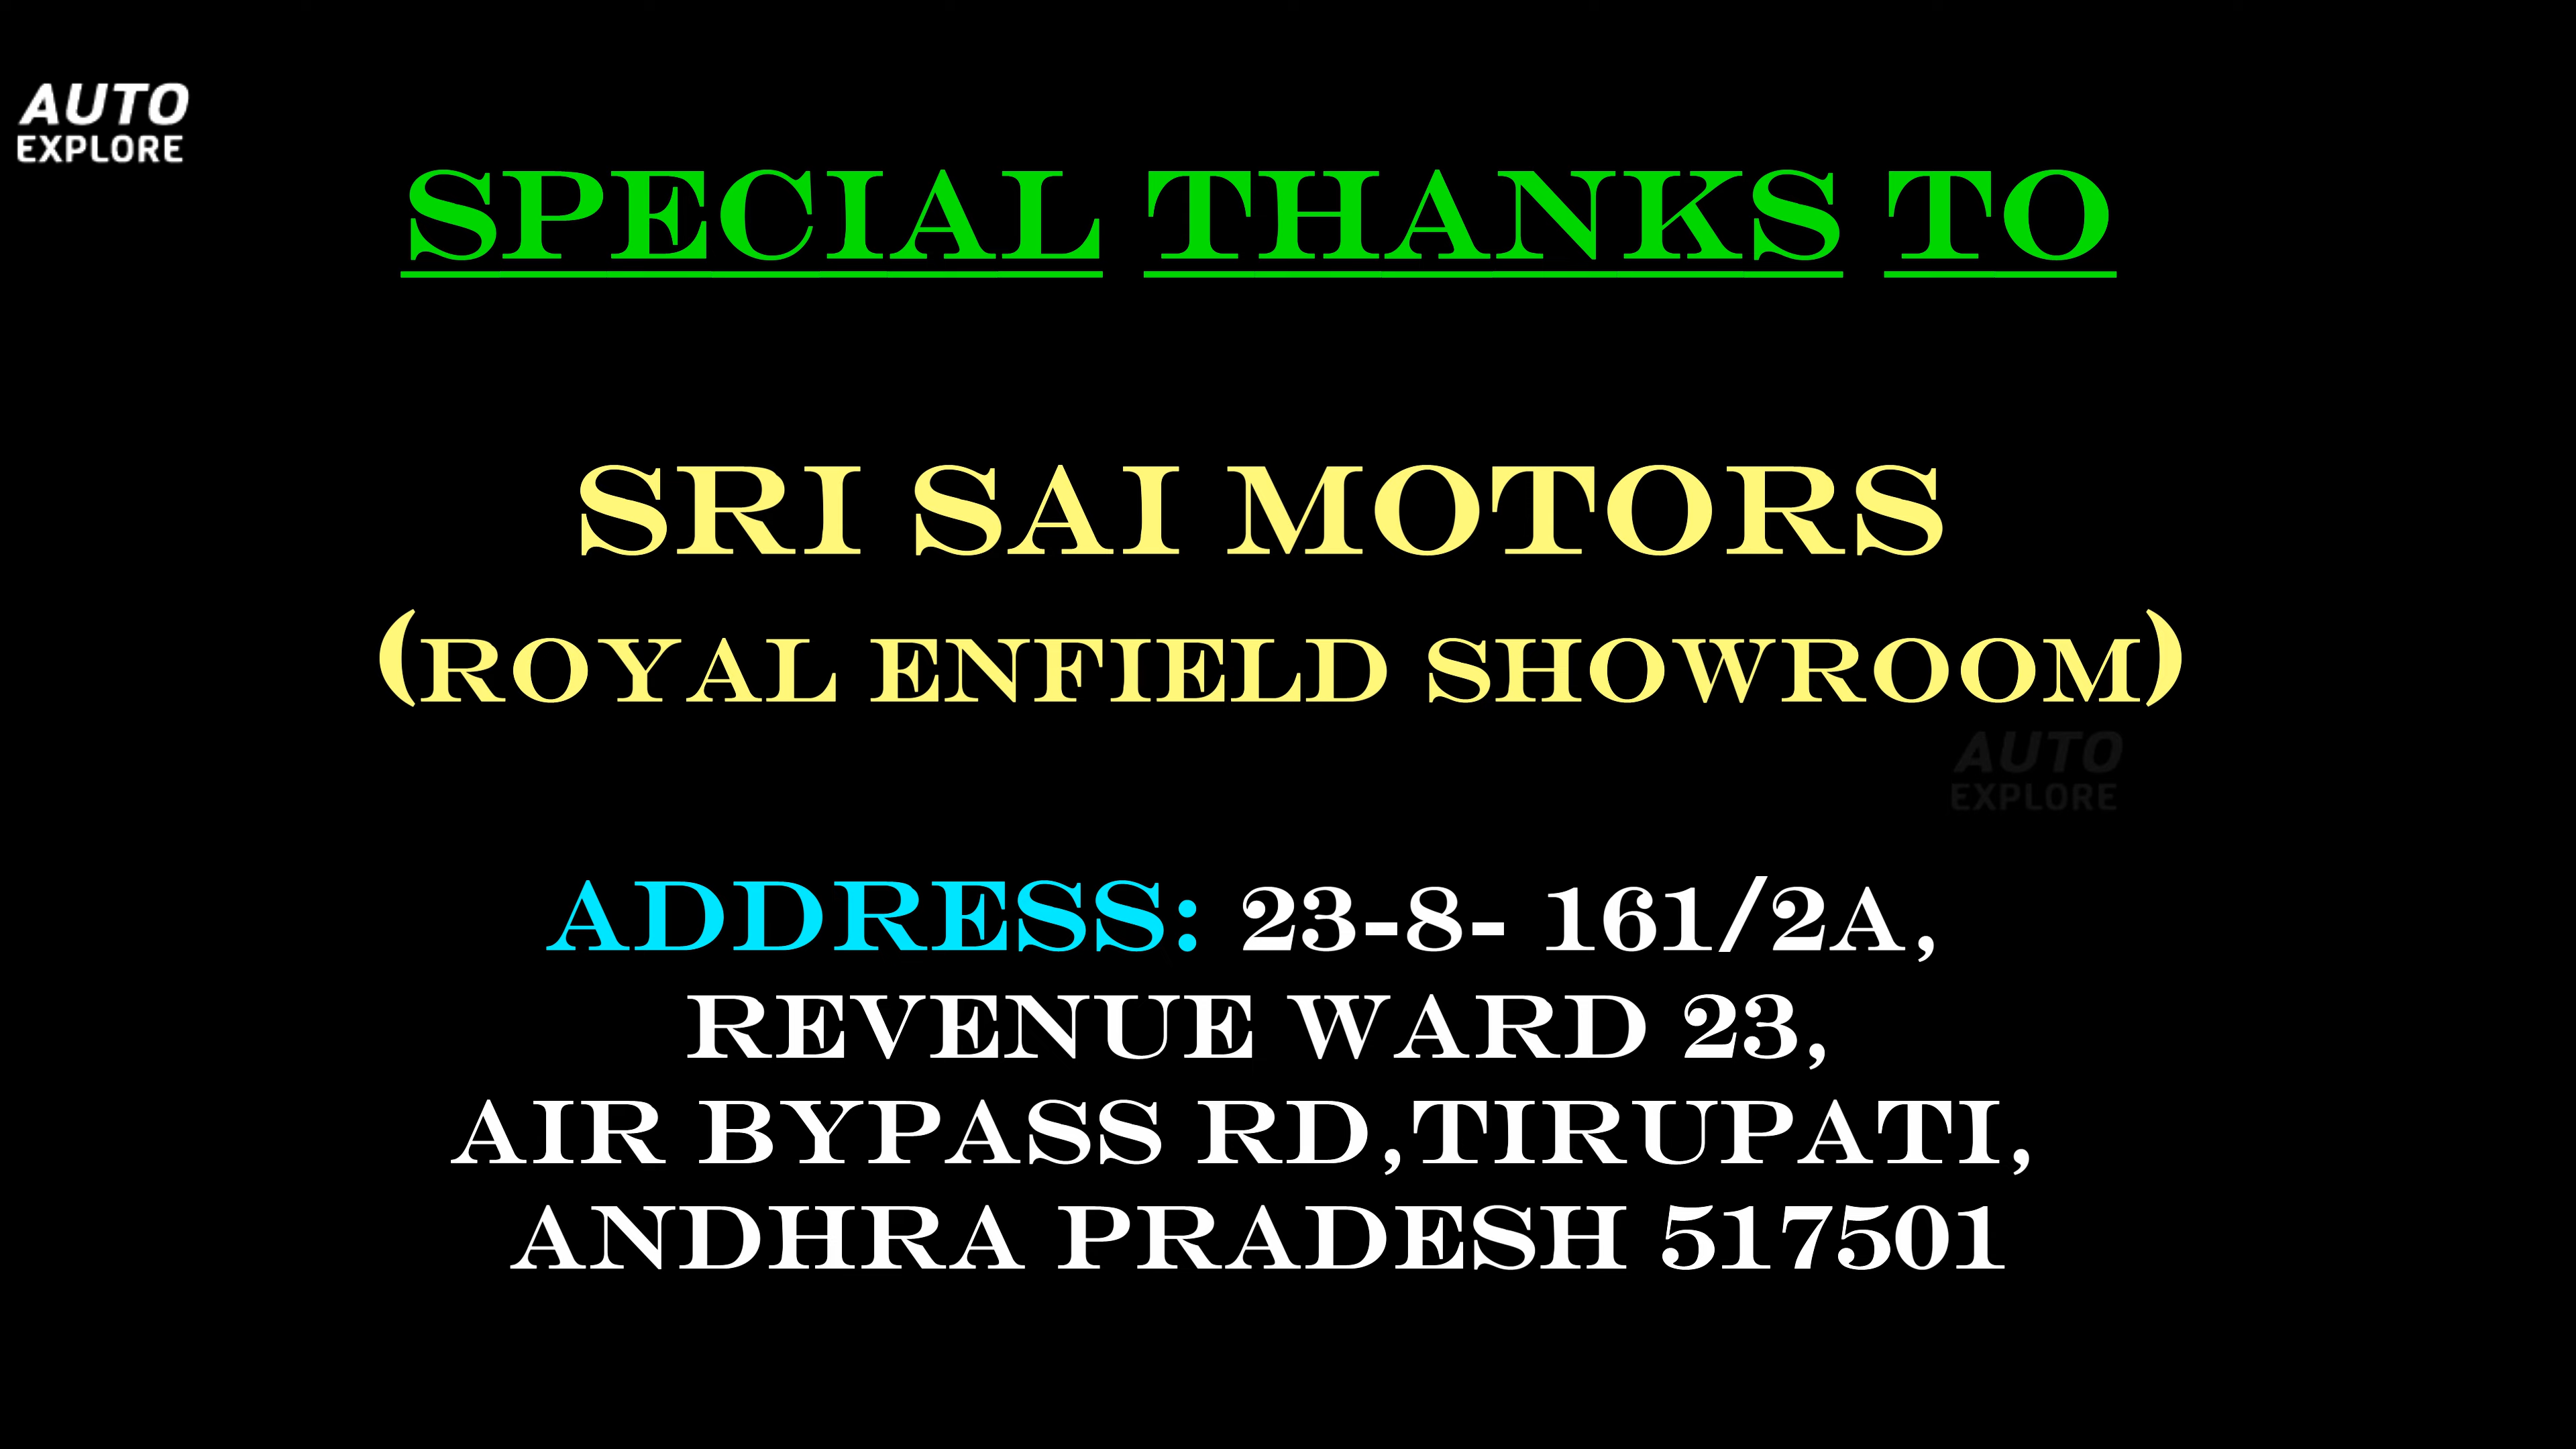 AUTO
EXPLORE
SPECIAL THANKS TO
SRI SAI MOTORS
(ROYAL ENFIELD SHOWROOM)
AUTO
EXPLORE
ADDRESS: 23-8- 161/2A,
REVENUE WARD 23,
AIR BYPASS RD,TIRUPATI,
ANDHRA PRADESH 517501